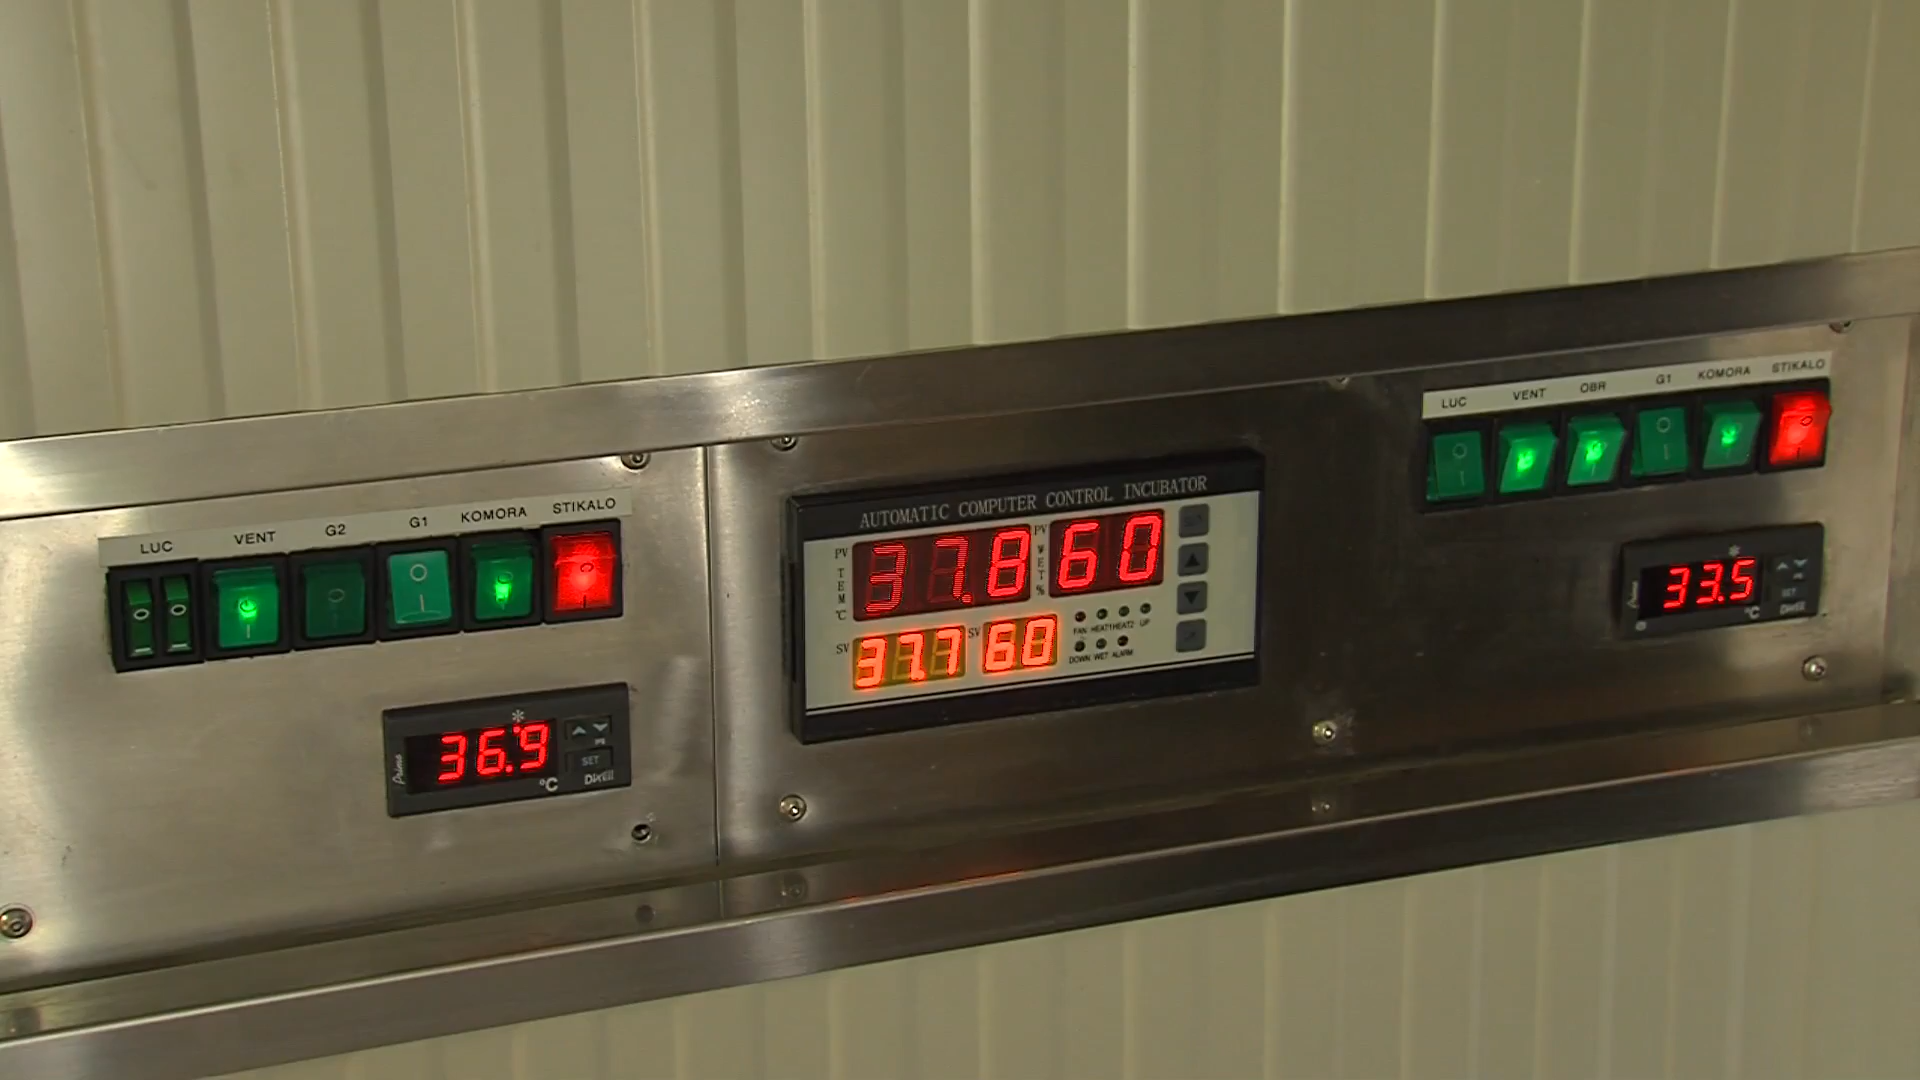 LUC VENT G2 G1 KOMORA STIKALO
36.9
°C
Prime
SET
DIXELL
AUTOMATIC COMPUTER CONTROL INCUBATOR
PV TEM °C 37.8 PV WET % 60
SV 37.7 SV 60
FAN HEAT1 HEAT2 UP
DOWN WET ALARM
LUC VENT OBR G1 KOMORA STIKALO
33.5
°C
SET
DIXELL